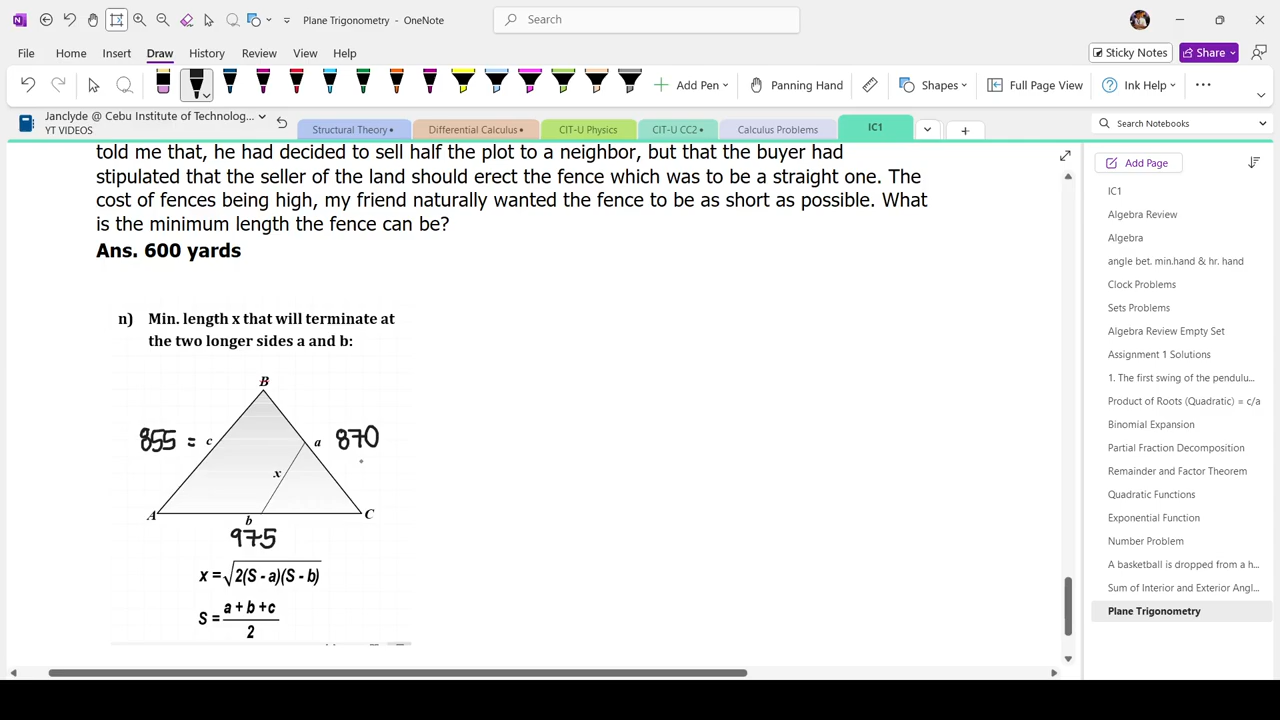 Plane Trigonometry - OneNote
Search
File Home Insert Draw History Review View Help
Sticky Notes Share
Add Pen Panning Hand Shapes Full Page View Ink Help
Janclyde @ Cebu Institute of Technolog...
YT VIDEOS
Structural Theory Differential Calculus CIT-U Physics CIT-U CC2 Calculus Problems IC1
Search Notebooks
told me that, he had decided to sell half the plot to a neighbor, but that the buyer had
stipulated that the seller of the land should erect the fence which was to be a straight one. The
cost of fences being high, my friend naturally wanted the fence to be as short as possible. What
is the minimum length the fence can be?
Ans. 600 yards
n) Min. length x that will terminate at
the two longer sides a and b:
B
855 = c a 870
x
A b C
975
x = √2(S - a)(S - b)
S = a + b + c
2
Add Page
IC1
Algebra Review
Algebra
angle bet. min.hand & hr. hand
Clock Problems
Sets Problems
Algebra Review Empty Set
Assignment 1 Solutions
1. The first swing of the pendulu...
Product of Roots (Quadratic) = c/a
Binomial Expansion
Partial Fraction Decomposition
Remainder and Factor Theorem
Quadratic Functions
Exponential Function
Number Problem
A baseball is dropped from a h...
Sum of Interior and Exterior Angl...
Plane Trigonometry